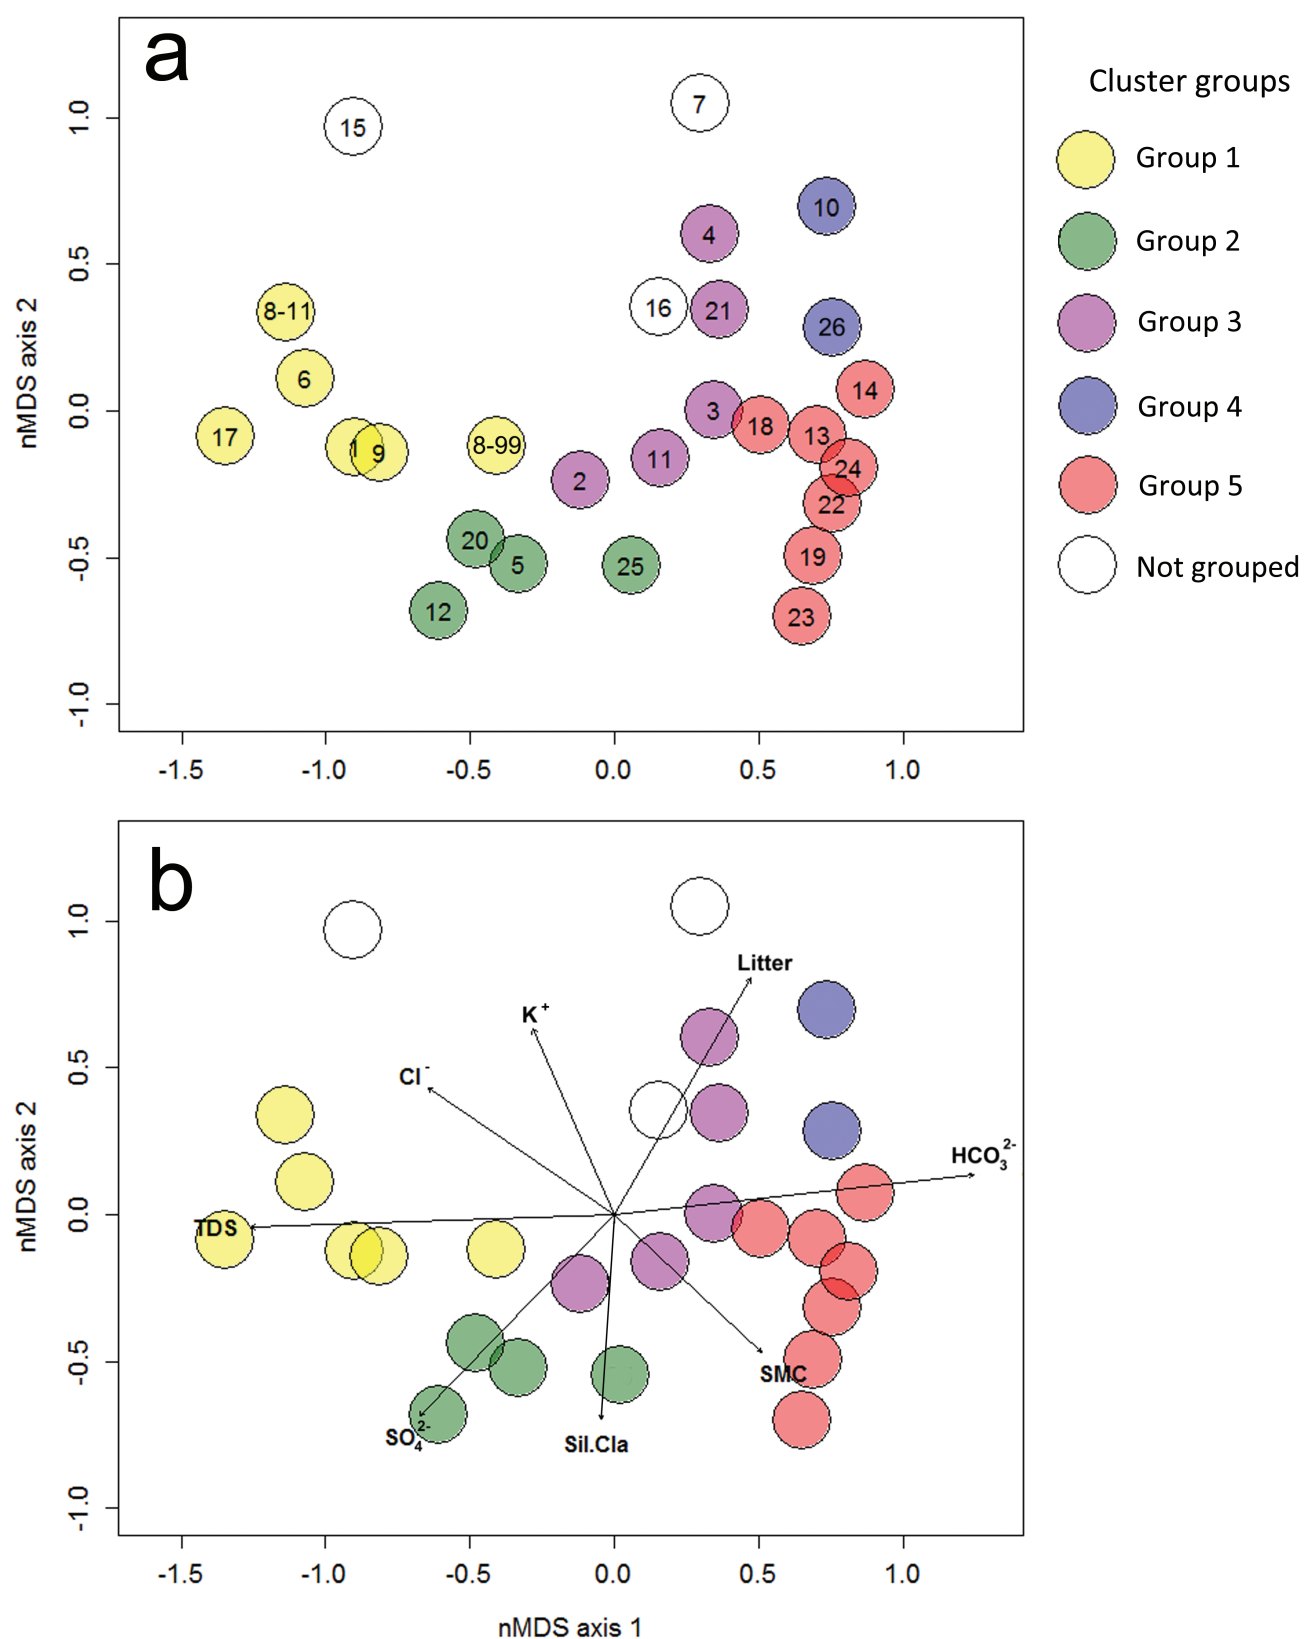 a
Cluster groups
Group 1
Group 2
Group 3
Group 4
Group 5
Not grouped
nMDS axis 2
1.0
0.5
0.0
-0.5
-1.0
15
7
10
4
16
21
26
8-11
6
14
17
1
9
8-99
3
18
13
11
24
2
22
20
5
25
19
12
23
-1.5
-1.0
-0.5
0.0
0.5
1.0
b
nMDS axis 2
1.0
0.5
0.0
-0.5
-1.0
Litter
K⁺
Cl⁻
HCO₃²⁻
TDS
SMC
SO₄²⁻
Sil.Cla
-1.5
-1.0
-0.5
0.0
0.5
1.0
nMDS axis 1